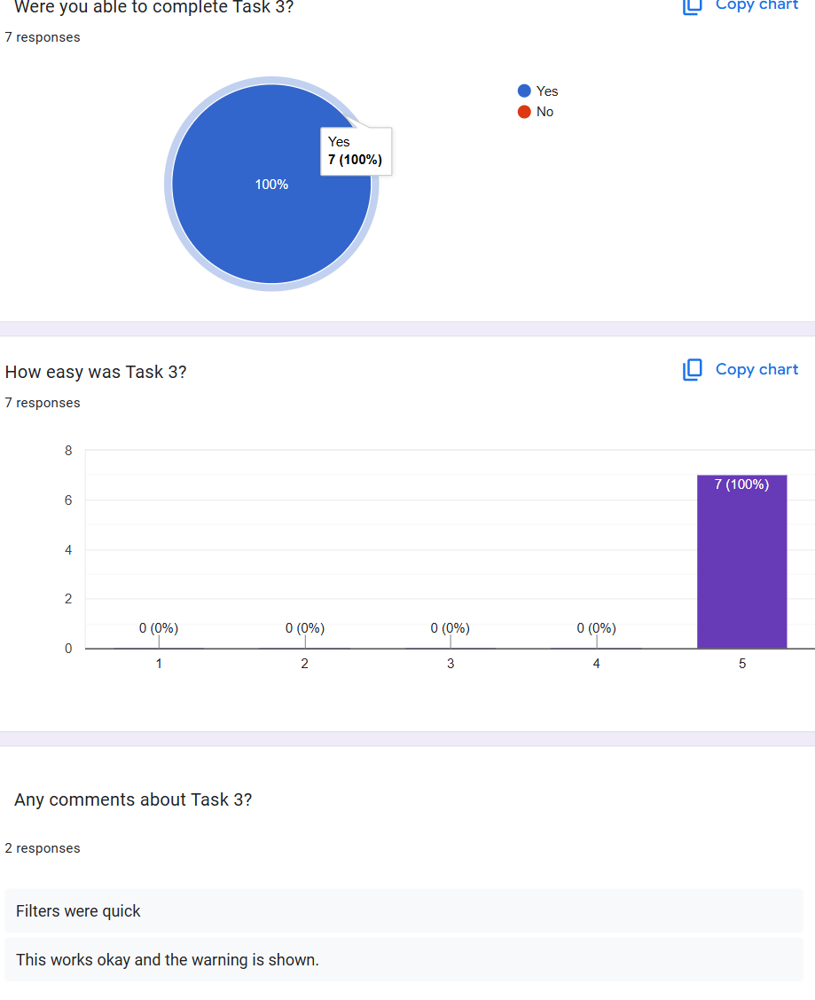 Were you able to complete Task 3?
Copy chart
7 responses
Yes
No
Yes
7 (100%)
100%
How easy was Task 3?
Copy chart
7 responses
8
6
4
2
0
0 (0%)
0 (0%)
0 (0%)
0 (0%)
7 (100%)
1
2
3
4
5
Any comments about Task 3?
2 responses
Filters were quick
This works okay and the warning is shown.